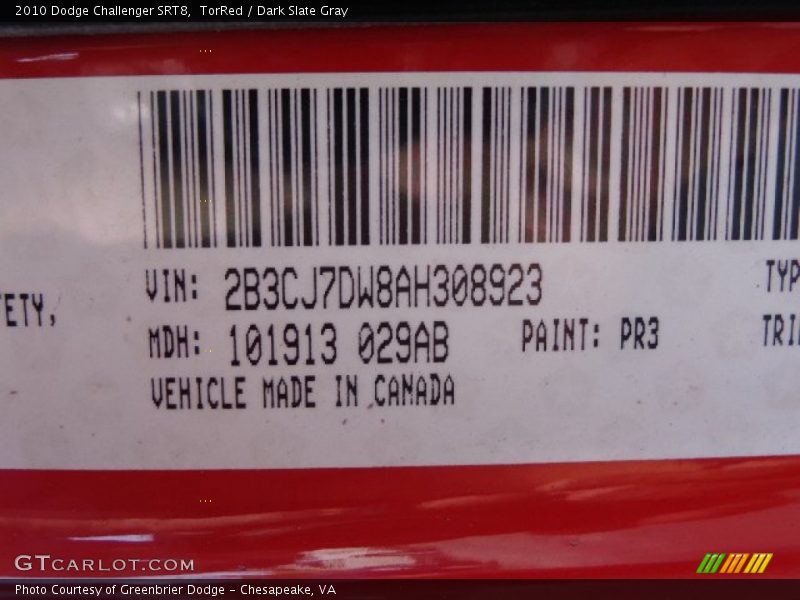 2010 Dodge Challenger SRT8,  TorRed / Dark Slate Gray
VIN: 2B3CJ7DW8AH308923
TYP
ETY,
MDH: 101913 029AB
PAINT: PR3
TRI
VEHICLE MADE IN CANADA
GTCARLOT.COM
Photo Courtesy of Greenbrier Dodge - Chesapeake, VA